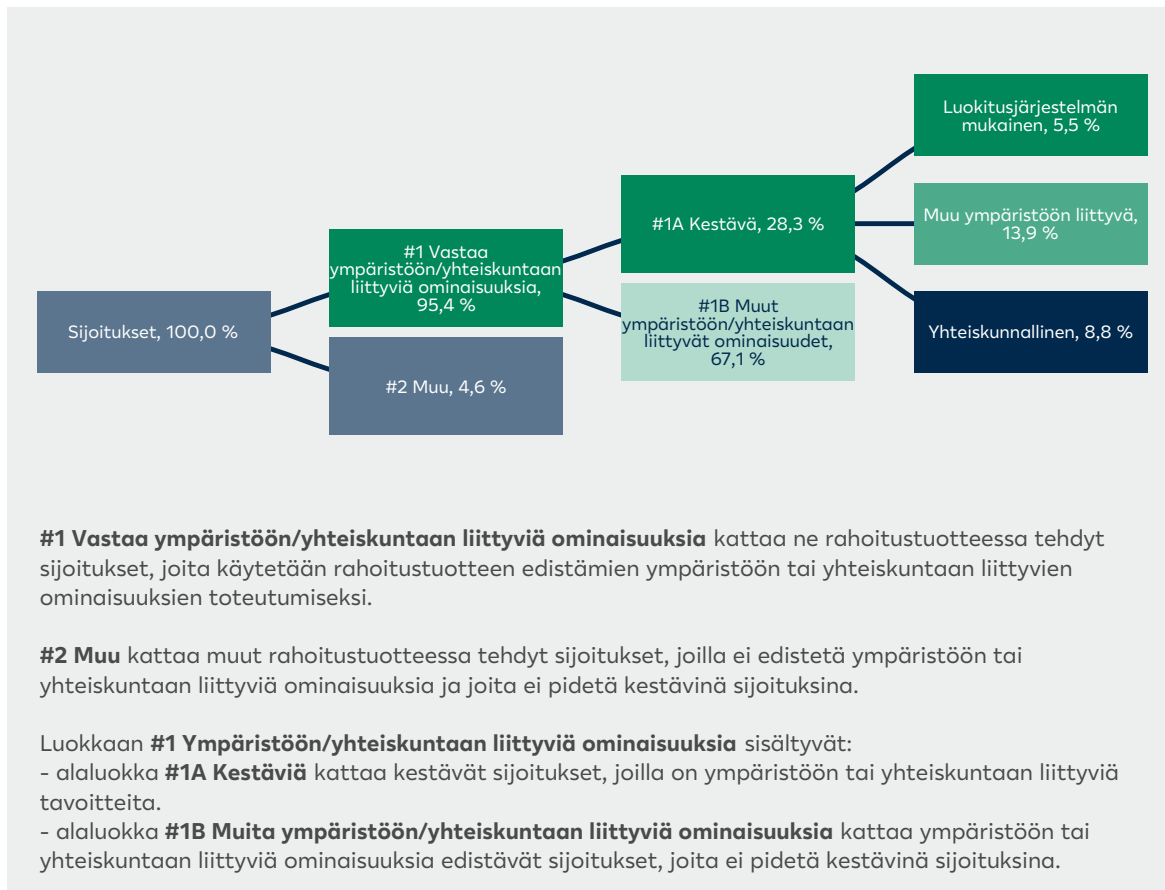 Luokitusjärjestelmän
mukainen, 5,5 %
#1A Kestävä, 28,3 %
Muu ympäristöön liittyvä,
13,9 %
#1 Vastaa
ympäristöön/yhteiskuntaan
liittyviä ominaisuuksia,
95,4 %
Sijoitukset, 100,0 %
#1B Muut
ympäristöön/yhteiskuntaan
liittyvät ominaisuudet,
67,1 %
Yhteiskunnallinen, 8,8 %
#2 Muu, 4,6 %
#1 Vastaa ympäristöön/yhteiskuntaan liittyviä ominaisuuksia kattaa ne rahoitustuotteessa tehdyt
sijoitukset, joita käytetään rahoitustuotteen edistämien ympäristöön tai yhteiskuntaan liittyvien
ominaisuuksien toteutumiseksi.
#2 Muu kattaa muut rahoitustuotteessa tehdyt sijoitukset, joilla ei edistetä ympäristöön tai
yhteiskuntaan liittyviä ominaisuuksia ja joita ei pidetä kestävinä sijoituksina.
Luokkaan #1 Ympäristöön/yhteiskuntaan liittyviä ominaisuuksia sisältyvät:
- alaluokka #1A Kestäviä kattaa kestävät sijoitukset, joilla on ympäristöön tai yhteiskuntaan liittyviä
tavoitteita.
- alaluokka #1B Muita ympäristöön/yhteiskuntaan liittyviä ominaisuuksia kattaa ympäristöön tai
yhteiskuntaan liittyviä ominaisuuksia edistävät sijoitukset, joita ei pidetä kestävinä sijoituksina.